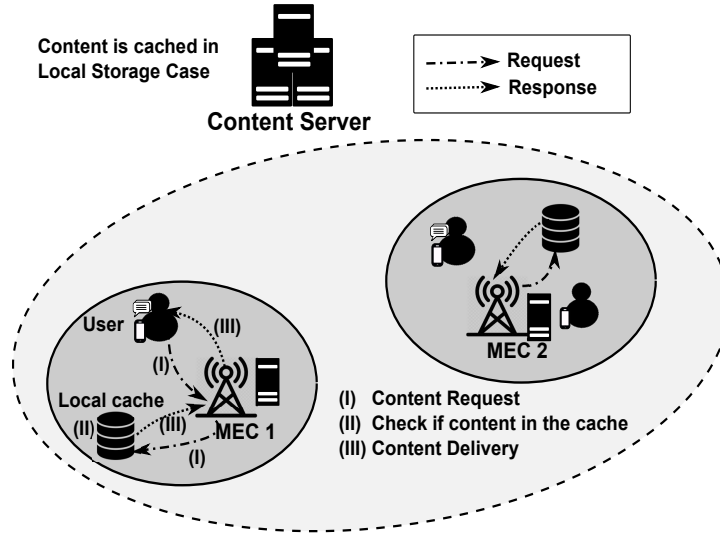 Content is cached in
Local Storage Case
Content Server
Request
Response
User
(III)
(I)
Local cache
(II)
(III)
MEC 1
(I)
MEC 2
(I) Content Request
(II) Check if content in the cache
(III) Content Delivery